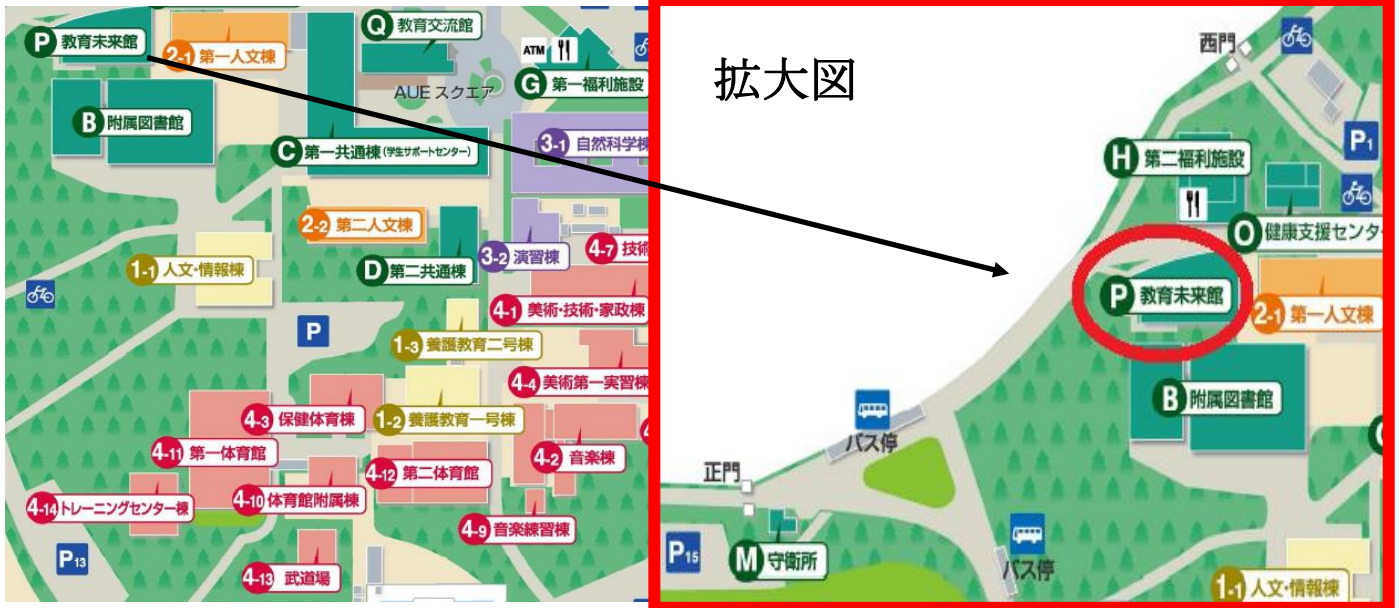 P 教育未来館
2-1 第一人文棟
Q 教育交流館
ATM
AUE スクエア
G 第一福利施設
B 附属図書館
C 第一共通棟(学生サポートセンター)
3-1 自然科学棟
2-2 第二人文棟
D 第二共通棟
3-2 演習棟
4-7 技術
1-1 人文・情報棟
P
4-1 美術・技術・家政棟
1-3 養護教育二号棟
4-4 美術第一実習棟
4-3 保健体育棟
1-2 養護教育一号棟
4-11 第一体育館
4-12 第二体育館
4-2 音楽棟
4-14 トレーニングセンター棟
4-10 体育館附属棟
4-9 音楽練習棟
P13
4-13 武道場
拡大図
西門
P1
H 第二福利施設
O 健康支援センター
P 教育未来館
2-1 第一人文棟
B 附属図書館
バス停
正門
P15
M 守衛所
バス停
1-1 人文・情報棟